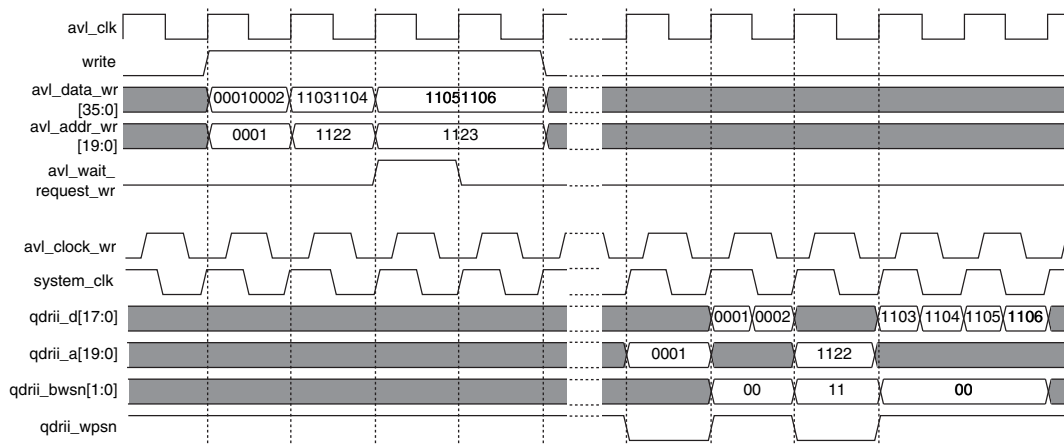 avl_clk
write
avl_data_wr
[35:0]
00010002 11031104 11051106
avl_addr_wr
[19:0]
0001 1122 1123
avl_wait_
request_wr
avl_clock_wr
system_clk
qdrii_d[17:0] 0001 0002 1103 1104 1105 1106
qdrii_a[19:0] 0001 1122
qdrii_bwsn[1:0] 00 11 00
qdrii_wpsn